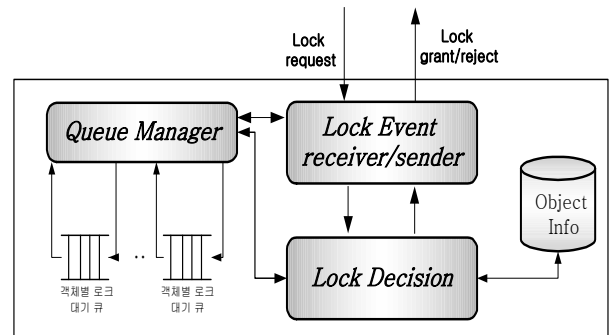 Lock
request
Lock
grant/reject
Queue Manager
Lock Event
receiver/sender
Object
Info
Lock Decision
..
객체별 로크
대기 큐
객체별 로크
대기 큐